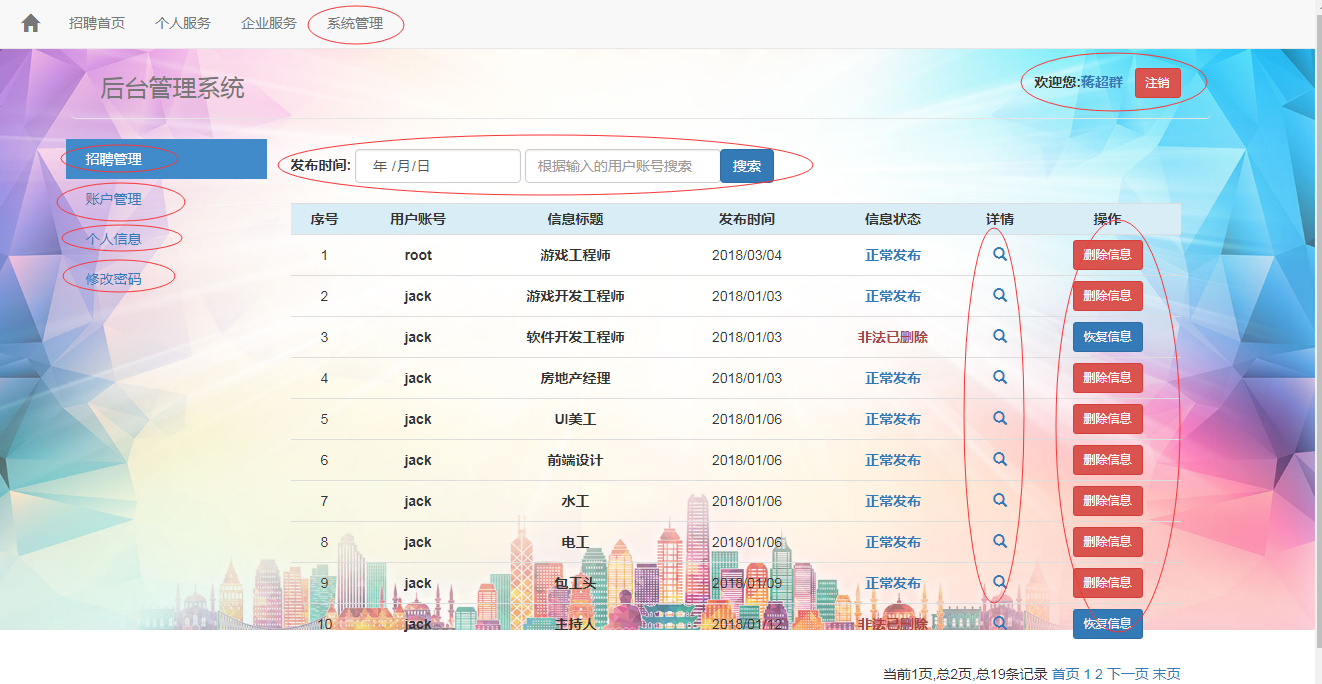 招聘首页 个人服务 企业服务 系统管理
后台管理系统
欢迎您:蒋超群 注销
招聘管理
账户管理
个人信息
修改密码
发布时间: 年 /月/日 根据输入的用户账号搜索 搜索
序号 用户账号 信息标题 发布时间 信息状态 详情 操作
1 root 游戏工程师 2018/03/04 正常发布 删除信息
2 jack 游戏开发工程师 2018/01/03 正常发布 删除信息
3 jack 软件开发工程师 2018/01/03 非法已删除 恢复信息
4 jack 房地产经理 2018/01/03 正常发布 删除信息
5 jack UI美工 2018/01/06 正常发布 删除信息
6 jack 前端设计 2018/01/06 正常发布 删除信息
7 jack 水工 2018/01/06 正常发布 删除信息
8 jack 电工 2018/01/06 正常发布 删除信息
9 jack 包工头 2018/01/09 正常发布 删除信息
10 jack 主持人 2018/01/12 非法已删除 恢复信息
当前1页,总2页,总19条记录 首页 1 2 下一页 末页